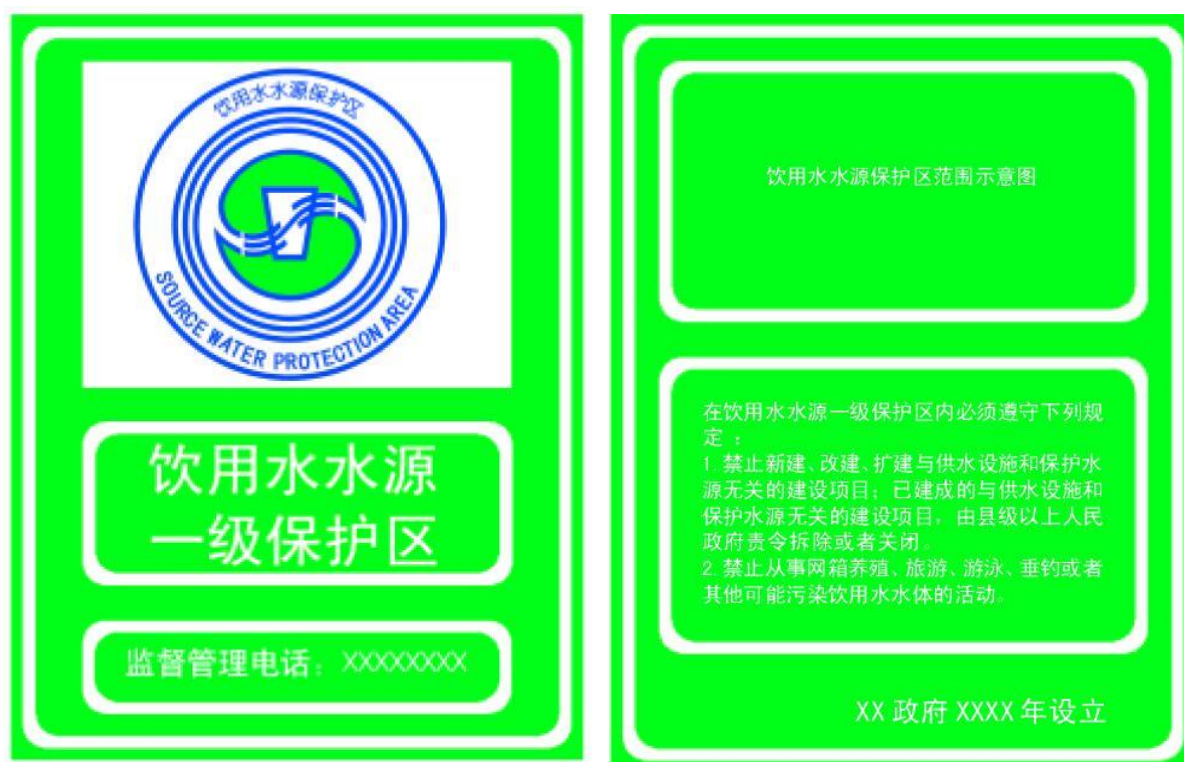 饮用水水源保护区
SOURCE WATER PROTECTION AREA
饮用水水源
一级保护区
监督管理电话：XXXXXXXX
饮用水水源保护区范围示意图
在饮用水水源一级保护区内必须遵守下列规
定：
1.禁止新建、改建、扩建与供水设施和保护水
源无关的建设项目；已建成的与供水设施和
保护水源无关的建设项目，由县级以上人民
政府责令拆除或者关闭。
2.禁止从事网箱养殖、旅游、游泳、垂钓或者
其他可能污染饮用水水体的活动。
XX 政府 XXXX 年设立